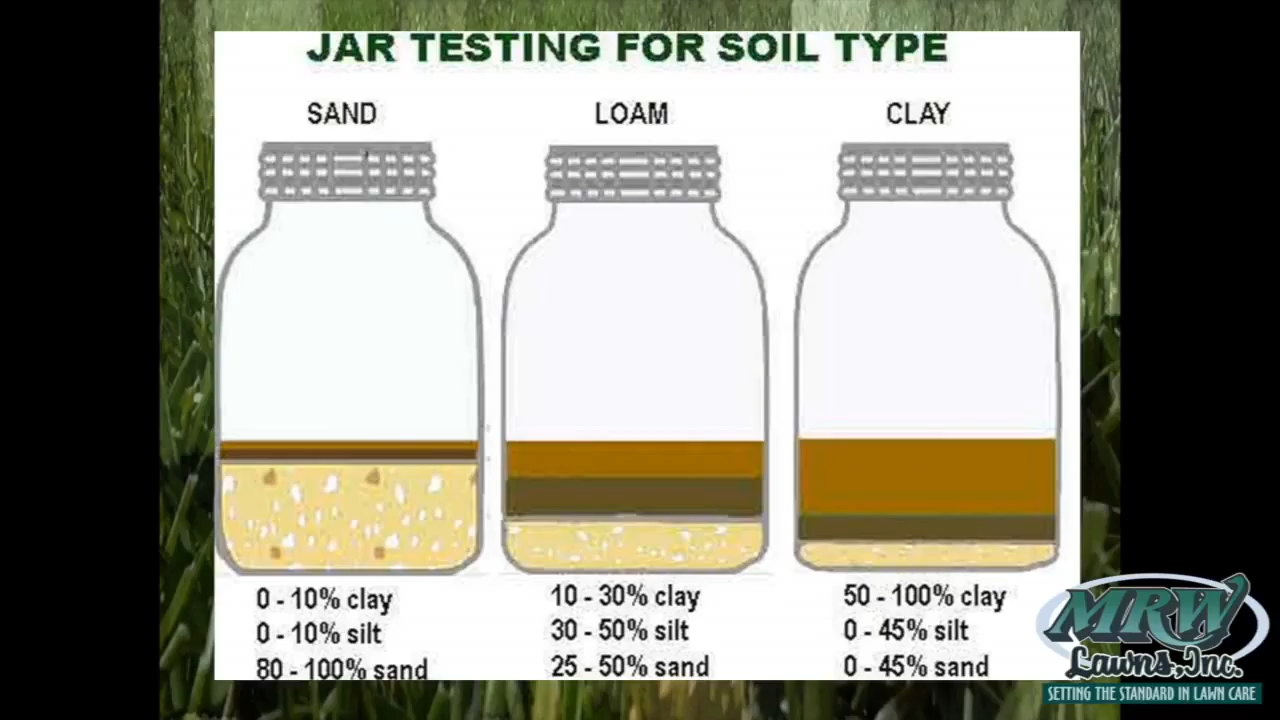 JAR TESTING FOR SOIL TYPE
SAND
LOAM
CLAY
0 - 10% clay
0 - 10% silt
80 - 100% sand
10 - 30% clay
30 - 50% silt
25 - 50% sand
50 - 100% clay
0 - 45% silt
0 - 45% sand
MRW
Lawns, Inc.
SETTING THE STANDARD IN LAWN CARE